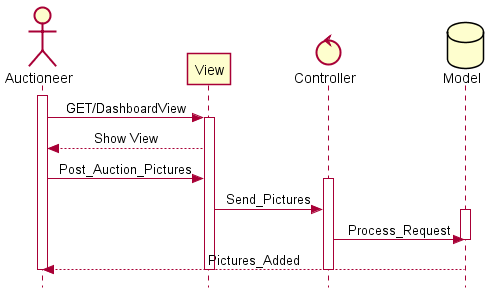 Auctioneer
View
Controller
Model
GET/DashboardView
Show View
Post_Auction_Pictures
Send_Pictures
Process_Request
Pictures_Added